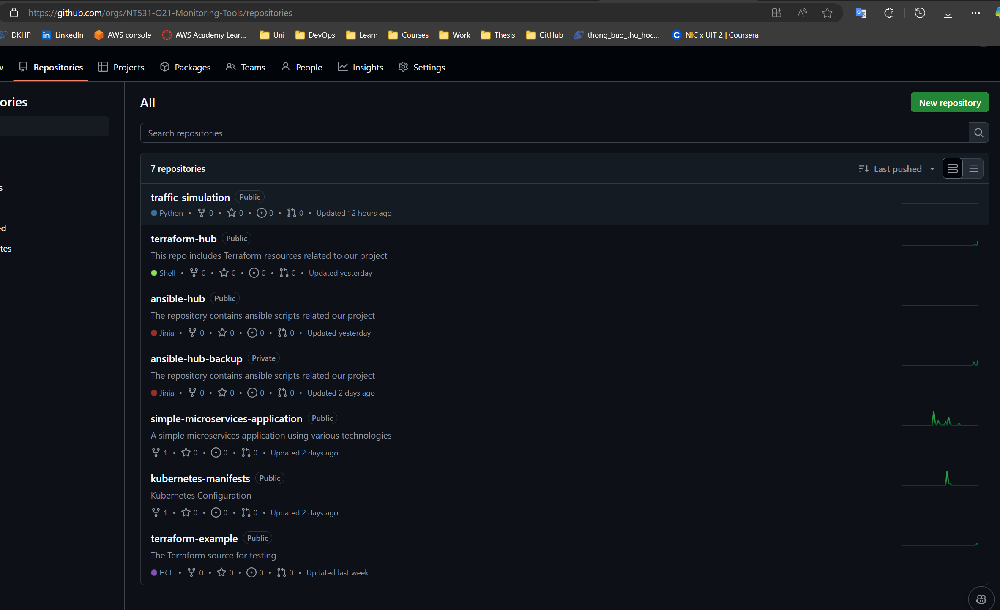 https://github.com/orgs/NT531-O21-Monitoring-Tools/repositories
ĐKHP LinkedIn AWS console AWS Academy Lear... Uni DevOps Learn Courses Work Thesis GitHub thong_bao_thu_hoc... NIC x UIT 2 | Coursera
w Repositories Projects Packages Teams People Insights Settings
ories
s
ed
tes
All
New repository
Search repositories
7 repositories
Last pushed
traffic-simulation Public
Python • 0 • 0 • 0 • 0 • Updated 12 hours ago
terraform-hub Public
This repo includes Terraform resources related to our project
Shell • 0 • 0 • 0 • 0 • Updated yesterday
ansible-hub Public
The repository contains ansible scripts related our project
Jinja • 0 • 0 • 0 • 0 • Updated yesterday
ansible-hub-backup Private
The repository contains ansible scripts related our project
Jinja • 0 • 0 • 0 • 0 • Updated 2 days ago
simple-microservices-application Public
A simple microservices application using various technologies
1 • 0 • 0 • 0 • Updated 2 days ago
kubernetes-manifests Public
Kubernetes Configuration
1 • 0 • 0 • 0 • Updated 2 days ago
terraform-example Public
The Terraform source for testing
HCL • 0 • 0 • 0 • 0 • Updated last week